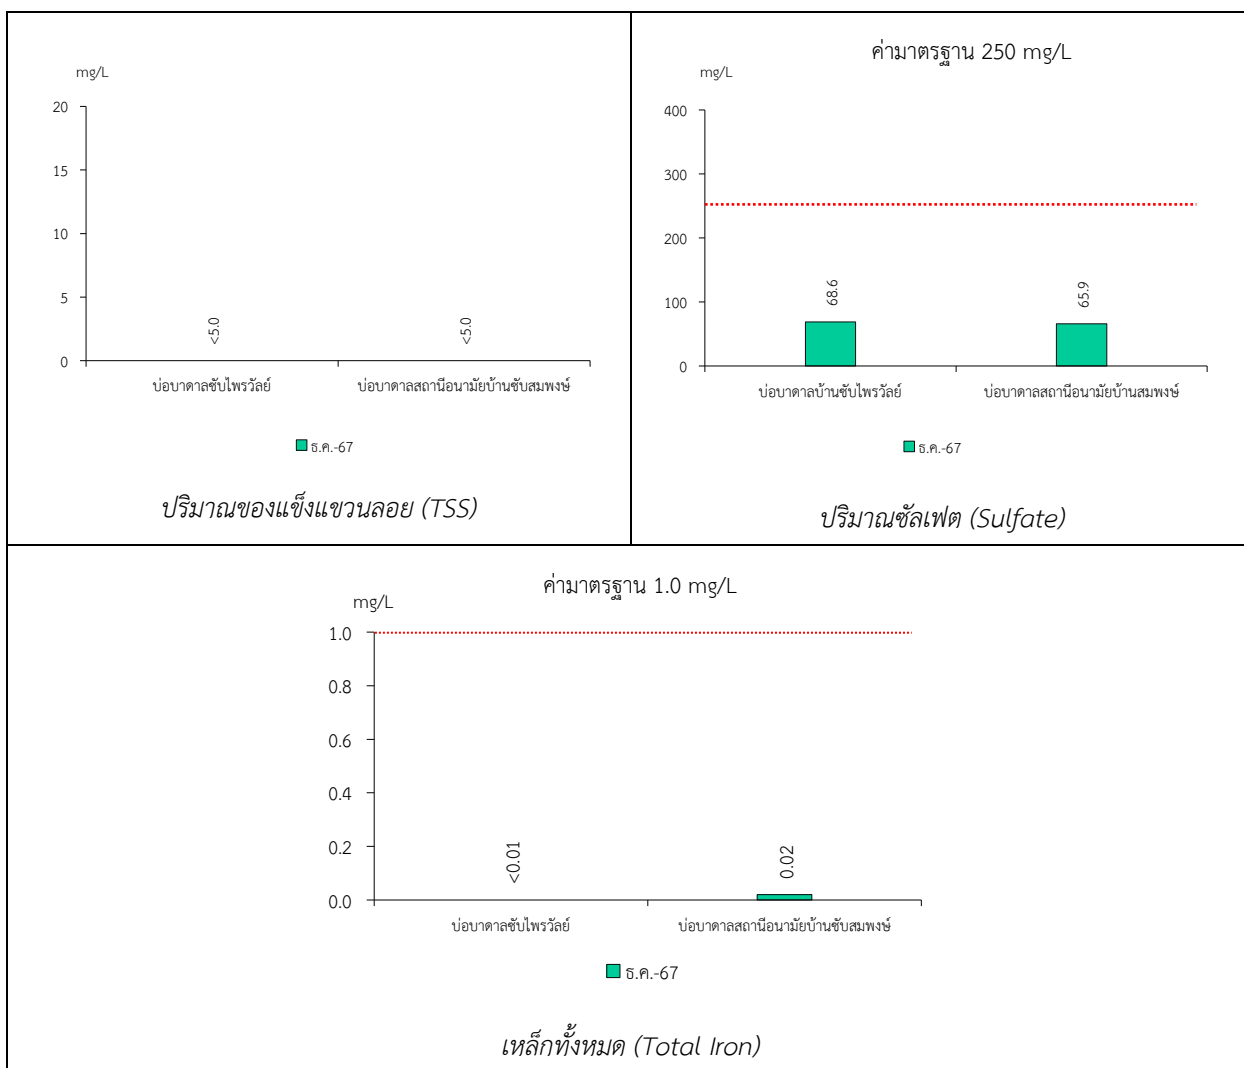 mg/L
20
15
10
5
0
<5.0
<5.0
บ่อบาดาลซับไพรวัลย์
บ่อบาดาลสถานีอนามัยบ้านซับสมพงษ์
ธ.ค.-67
ปริมาณของแข็งแขวนลอย (TSS)
ค่ามาตรฐาน 250 mg/L
mg/L
400
300
200
100
0
68.6
65.9
บ่อบาดาลบ้านซับไพรวัลย์
บ่อบาดาลสถานีอนามัยบ้านสมพงษ์
ธ.ค.-67
ปริมาณซัลเฟต (Sulfate)
ค่ามาตรฐาน 1.0 mg/L
mg/L
1.0
0.8
0.6
0.4
0.2
0.0
<0.01
0.02
บ่อบาดาลซับไพรวัลย์
บ่อบาดาลสถานีอนามัยบ้านซับสมพงษ์
ธ.ค.-67
เหล็กทั้งหมด (Total Iron)